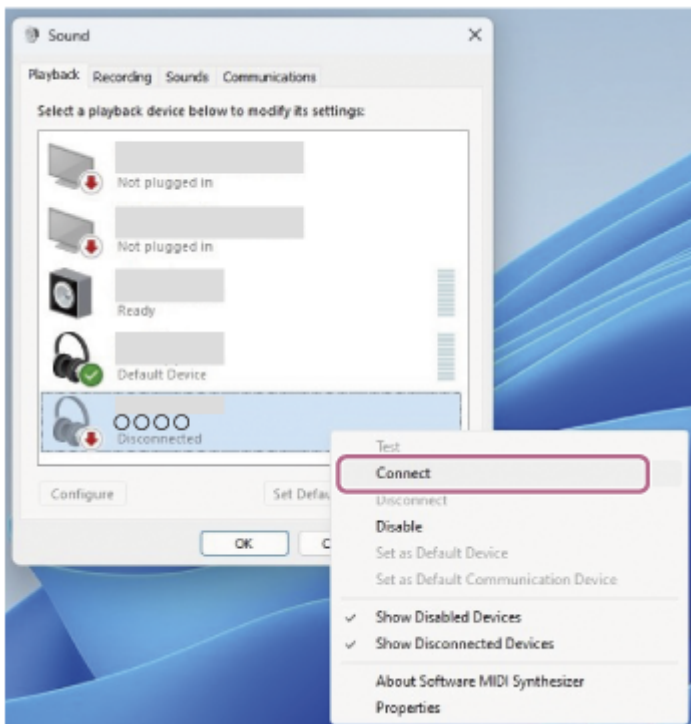 Sound
Playback Recording Sounds Communications
Select a playback device below to modify its settings:
Not plugged in
Not plugged in
Ready
Default Device
○○○○
Disconnected
Configure
Set Defau
OK
C
Test
Connect
Disconnect
Disable
Set as Default Device
Set as Default Communication Device
Show Disabled Devices
Show Disconnected Devices
About Software MIDI Synthesizer
Properties